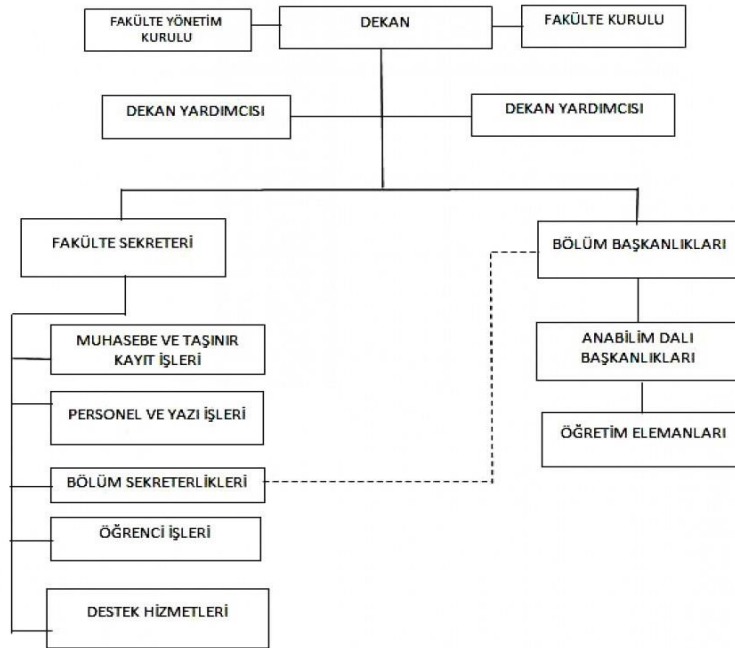 FAKÜLTE YÖNETİM
KURULU
DEKAN
FAKÜLTE KURULU
DEKAN YARDIMCISI
DEKAN YARDIMCISI
FAKÜLTE SEKRETERİ
BÖLÜM BAŞKANLIKLARI
MUHASEBE VE TAŞINIR
KAYIT İŞLERİ
ANABİLİM DALI
BAŞKANLIKLARI
PERSONEL VE YAZI İŞLERİ
ÖĞRETİM ELEMANLARI
BÖLÜM SEKRETERLİKLERİ
ÖĞRENCİ İŞLERİ
DESTEK HİZMETLERİ